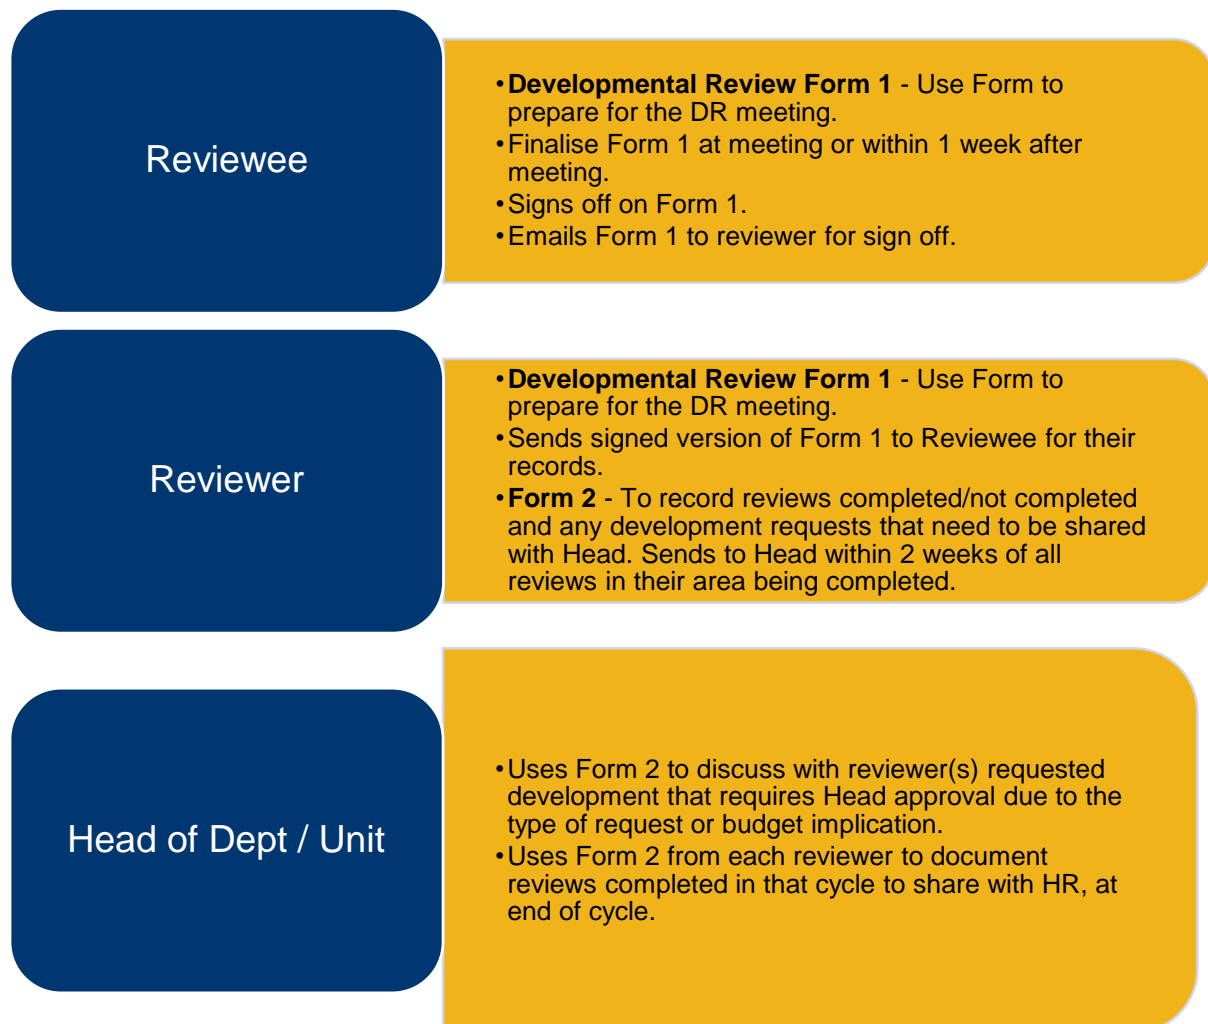 Reviewee
•Developmental Review Form 1 - Use Form to
prepare for the DR meeting.
•Finalise Form 1 at meeting or within 1 week after
meeting.
•Signs off on Form 1.
•Emails Form 1 to reviewer for sign off.
Reviewer
•Developmental Review Form 1 - Use Form to
prepare for the DR meeting.
•Sends signed version of Form 1 to Reviewee for their
records.
•Form 2 - To record reviews completed/not completed
and any development requests that need to be shared
with Head. Sends to Head within 2 weeks of all
reviews in their area being completed.
Head of Dept / Unit
•Uses Form 2 to discuss with reviewer(s) requested
development that requires Head approval due to the
type of request or budget implication.
•Uses Form 2 from each reviewer to document
reviews completed in that cycle to share with HR, at
end of cycle.